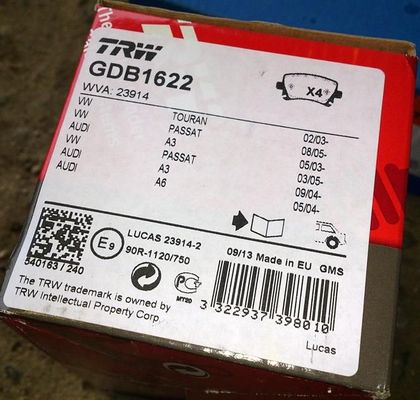 TRW
GDB1622
X4
WVA: 23914
VW TOURAN 02/03-
VW PASSAT 08/05-
AUDI A3 05/03-
VW PASSAT 03/05-
AUDI A3 09/04-
AUDI A6 05/04-
E9
LUCAS 23914-2
90R-1120/750
09/13 Made in EU GMS
540163/240
MT20
3 322937 398010
The TRW trademark is owned by
TRW Intellectual Property Corp.
Lucas